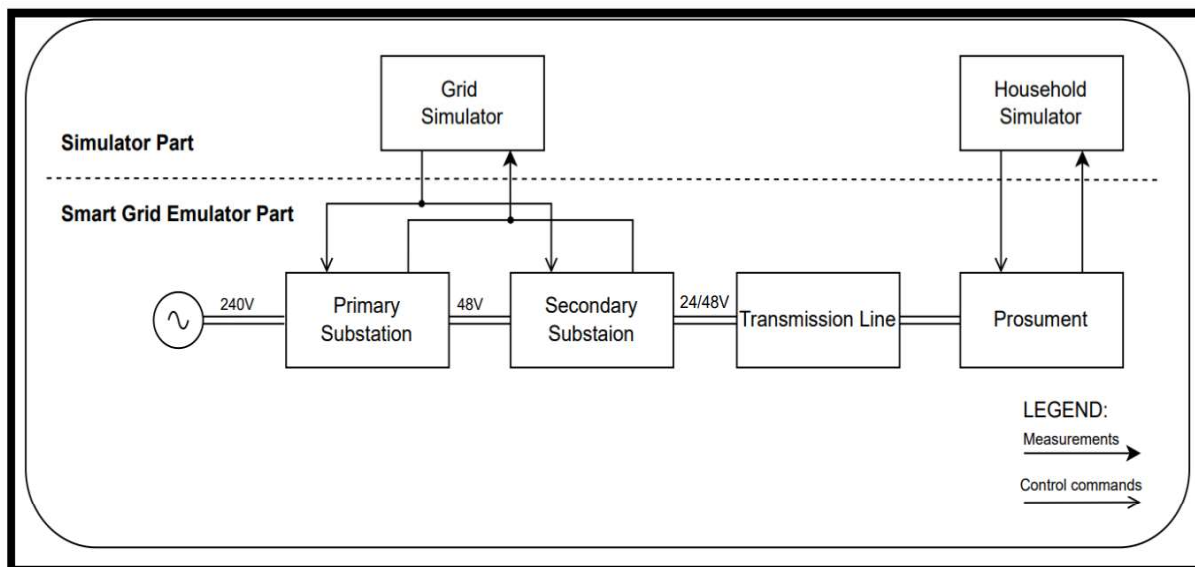 Grid
Simulator
Household
Simulator
Simulator Part
Smart Grid Emulator Part
240V
Primary
Substation
48V
Secondary
Substaion
24/48V
Transmission Line
Prosument
LEGEND:
Measurements
Control commands